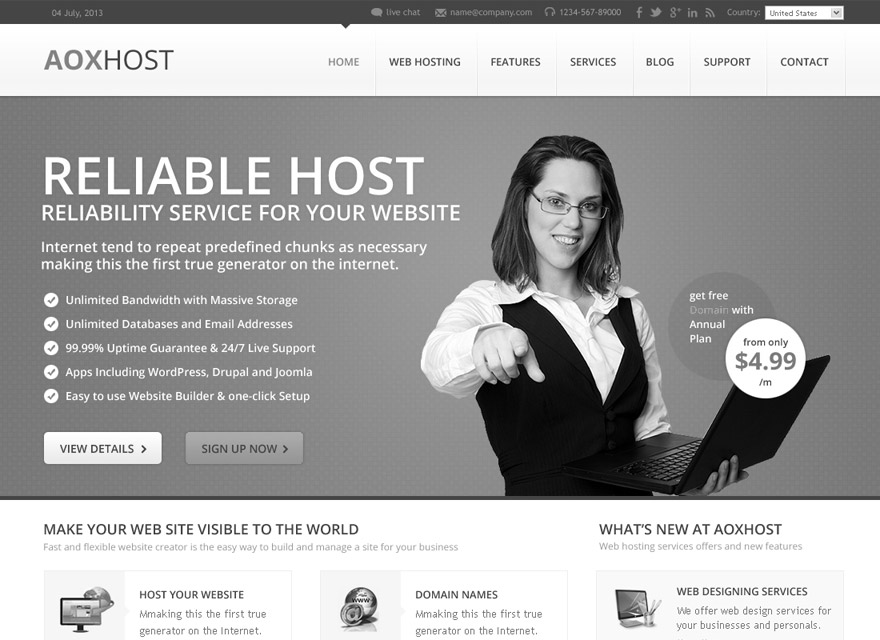 04 July, 2013
live chat
name@company.com
1234-567-89000
Country:
United States
AOXHOST
HOME
WEB HOSTING
FEATURES
SERVICES
BLOG
SUPPORT
CONTACT
RELIABLE HOST
RELIABILITY SERVICE FOR YOUR WEBSITE
Internet tend to repeat predefined chunks as necessary
making this the first true generator on the internet.
Unlimited Bandwidth with Massive Storage
Unlimited Databases and Email Addresses
99.99% Uptime Guarantee & 24/7 Live Support
Apps Including WordPress, Drupal and Joomla
Easy to use Website Builder & one-click Setup
VIEW DETAILS
SIGN UP NOW
get free
Domain with
Annual
Plan
from only
$4.99
/m
MAKE YOUR WEB SITE VISIBLE TO THE WORLD
Fast and flexible website creator is the easy way to build and manage a site for your business
HOST YOUR WEBSITE
Mmaking this the first true
generator on the Internet.
WWW
DOMAIN NAMES
Mmaking this the first true
generator on the Internet.
WHAT'S NEW AT AOXHOST
Web hosting services offers and new features
WEB DESIGNING SERVICES
We offer web design services for
your businesses and personals.